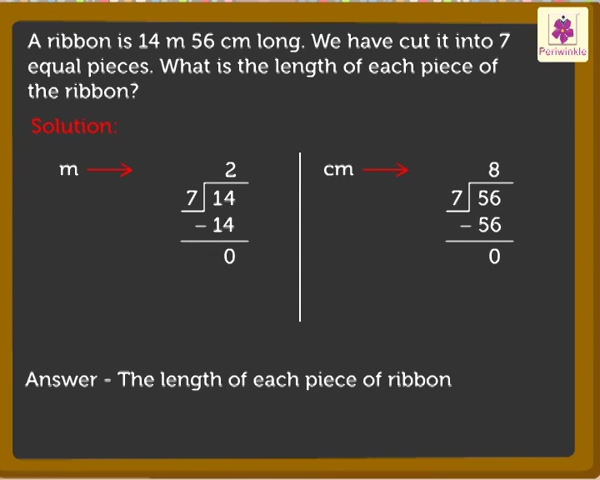 A ribbon is 14 m 56 cm long. We have cut it into 7
equal pieces. What is the length of each piece of
the ribbon?
Periwinkle
Solution:
m
2
7 14
– 14
0
cm
8
7 56
– 56
0
Answer - The length of each piece of ribbon